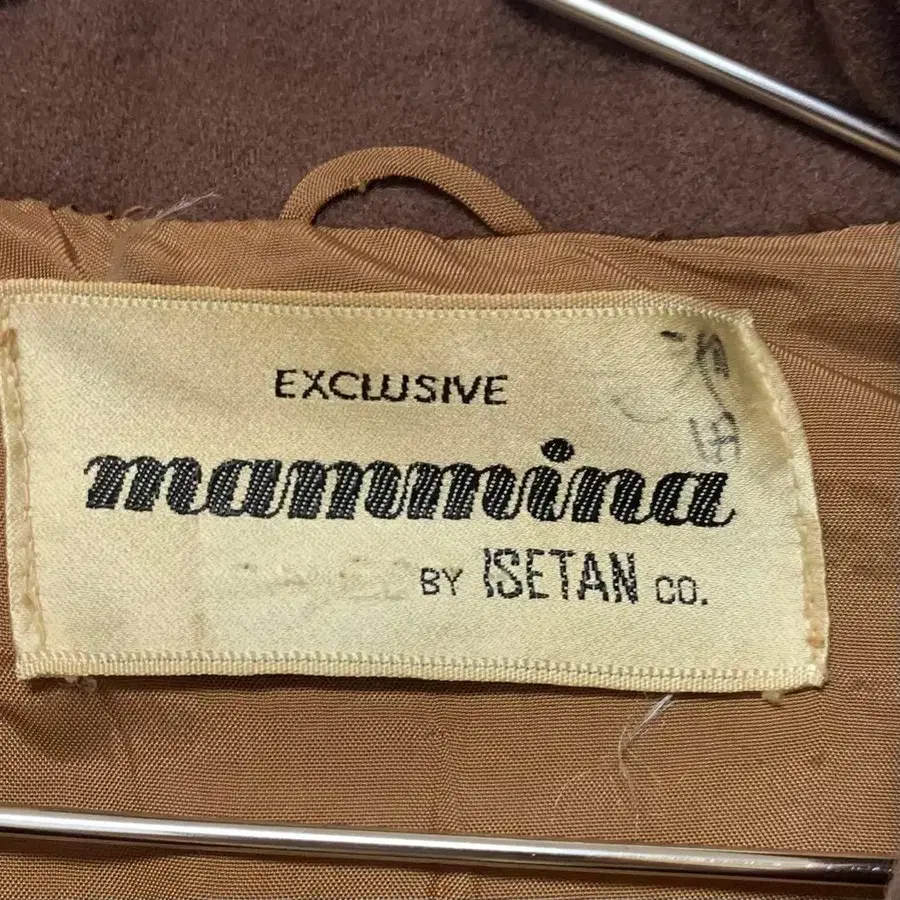 EXCLUSIVE
mammina
BY ISETAN CO.